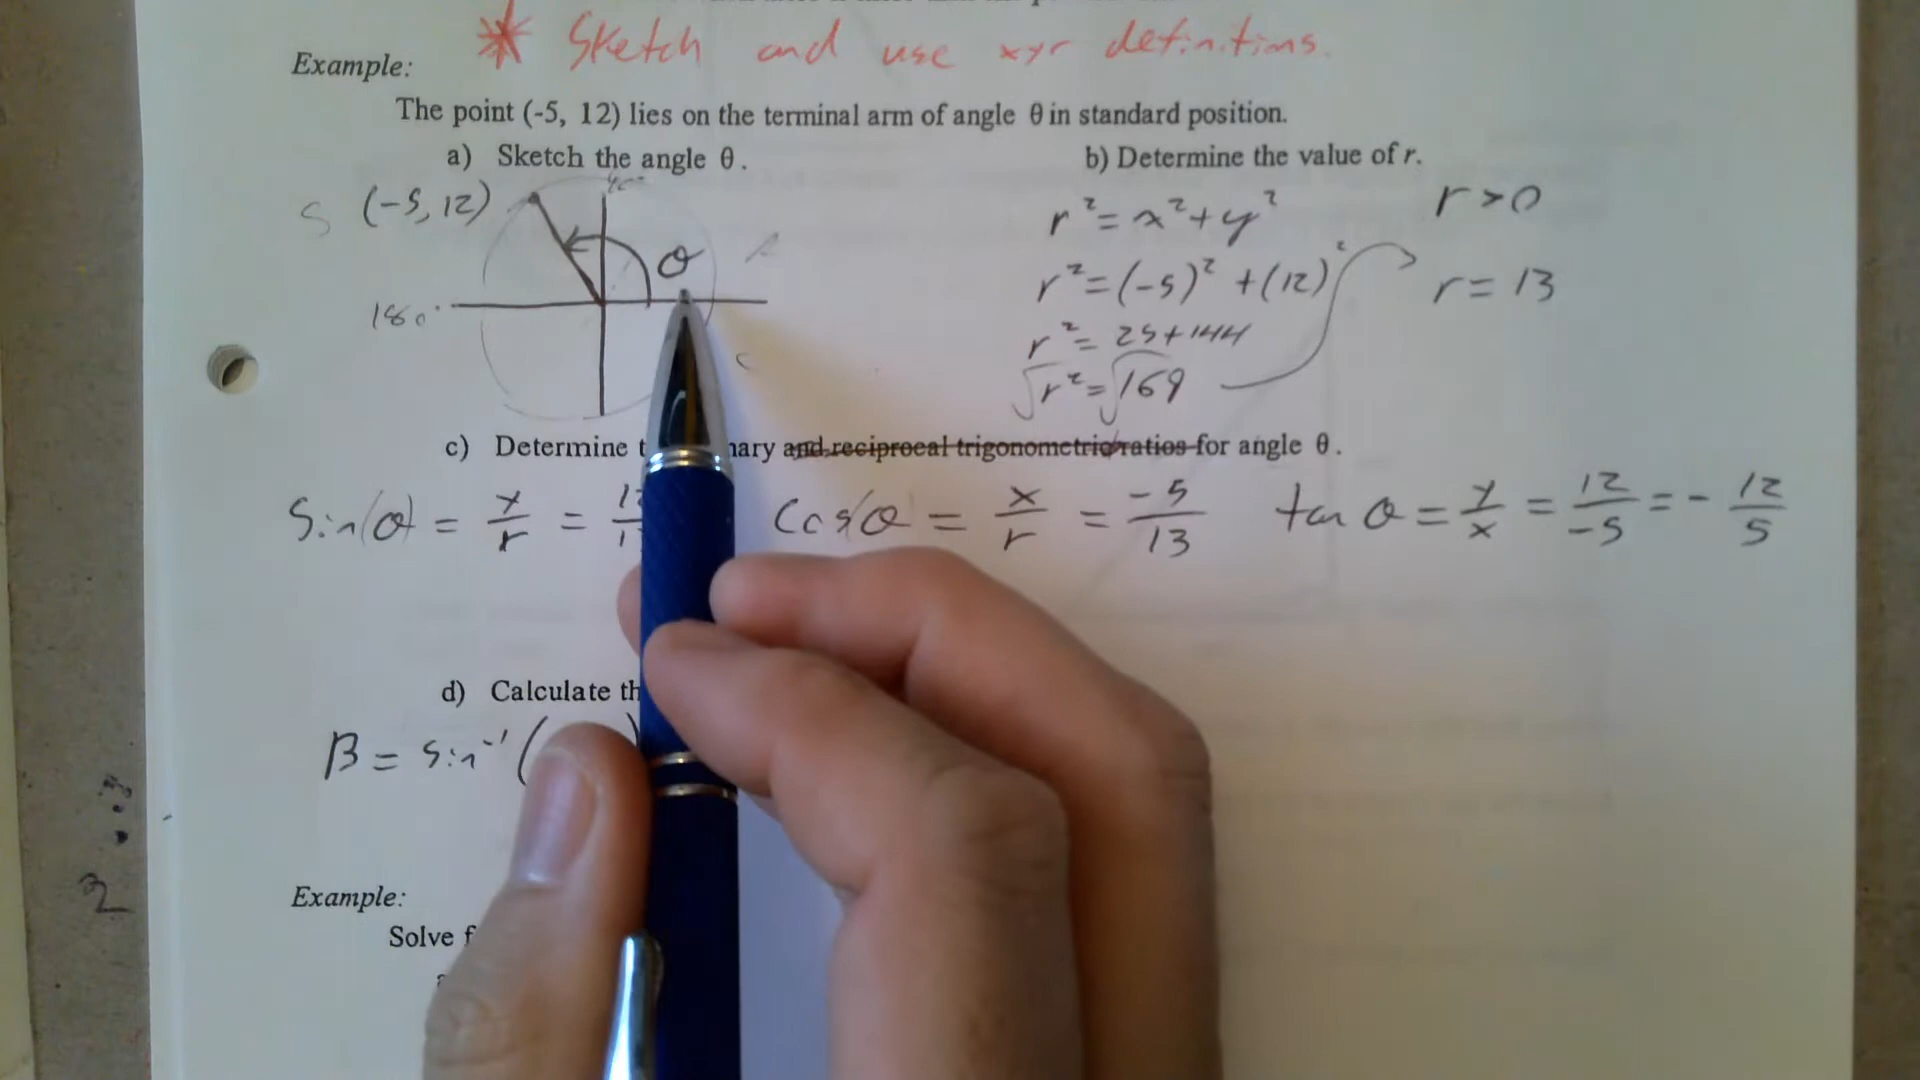 * Sketch and use xyr definitions.
Example:
The point (-5, 12) lies on the terminal arm of angle θ in standard position.
a) Sketch the angle θ.
b) Determine the value of r.
S (-5, 12)
θ
180°
C
r² = x² + y²
r > 0
r² = (-5)² + (12)²
r = 13
r² = 25 + 144
√r² = √169
c) Determine ary and reciprocal trigonometric ratios for angle θ.
Sin(θ) = y/r = Cosθ = x/r = -5/13 tan θ = y/x = 12/-5 = - 12/5
d) Calculate th
β = sin⁻¹(
Example:
Solve f
2